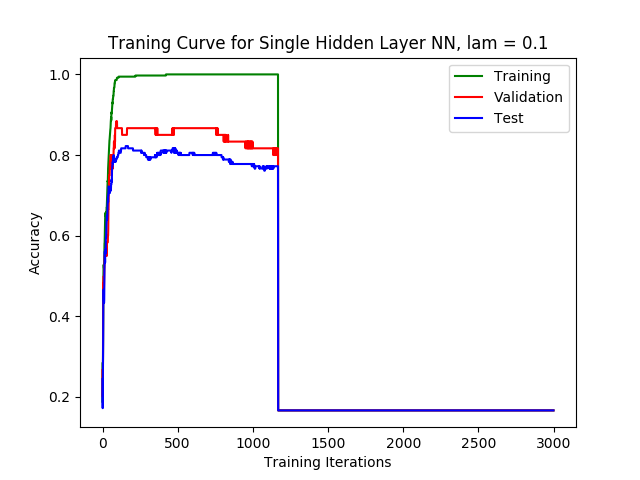 Traning Curve for Single Hidden Layer NN, lam = 0.1
Training
Validation
Test
1.0
0.8
0.6
0.4
0.2
Accuracy
0
500
1000
1500
2000
2500
3000
Training Iterations